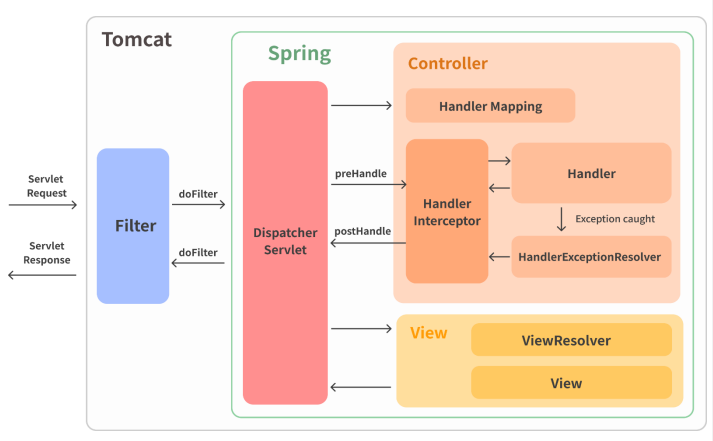 Tomcat
Spring
Controller
Handler Mapping
Servlet
Request
doFilter
preHandle
Handler
Interceptor
Handler
Filter
Dispatcher
Servlet
Exception caught
postHandle
Servlet
Response
doFilter
HandlerExceptionResolver
View
ViewResolver
View